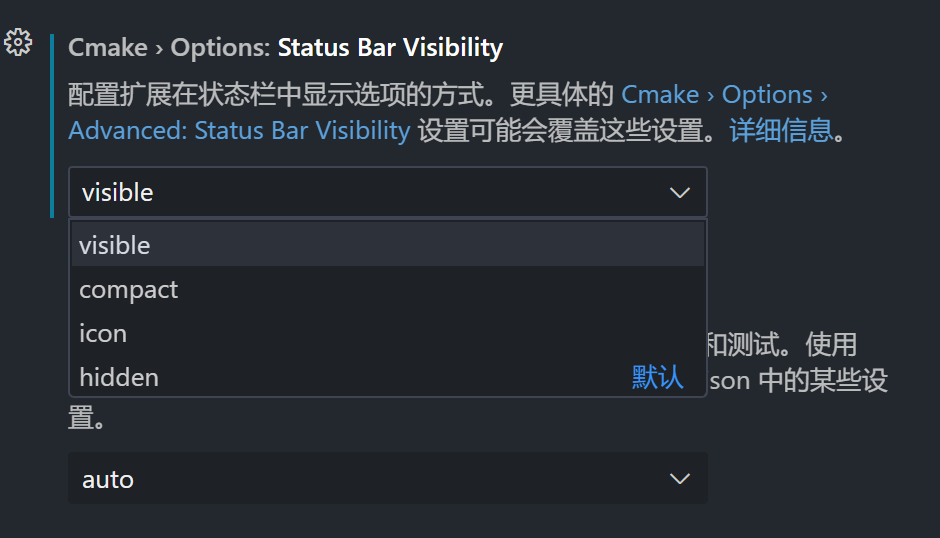 Cmake › Options: Status Bar Visibility
配置扩展在状态栏中显示选项的方式。更具体的 Cmake › Options ›
Advanced: Status Bar Visibility 设置可能会覆盖这些设置。详细信息。
visible
visible
compact
icon
和测试。使用
hidden 默认
son 中的某些设
置。
auto